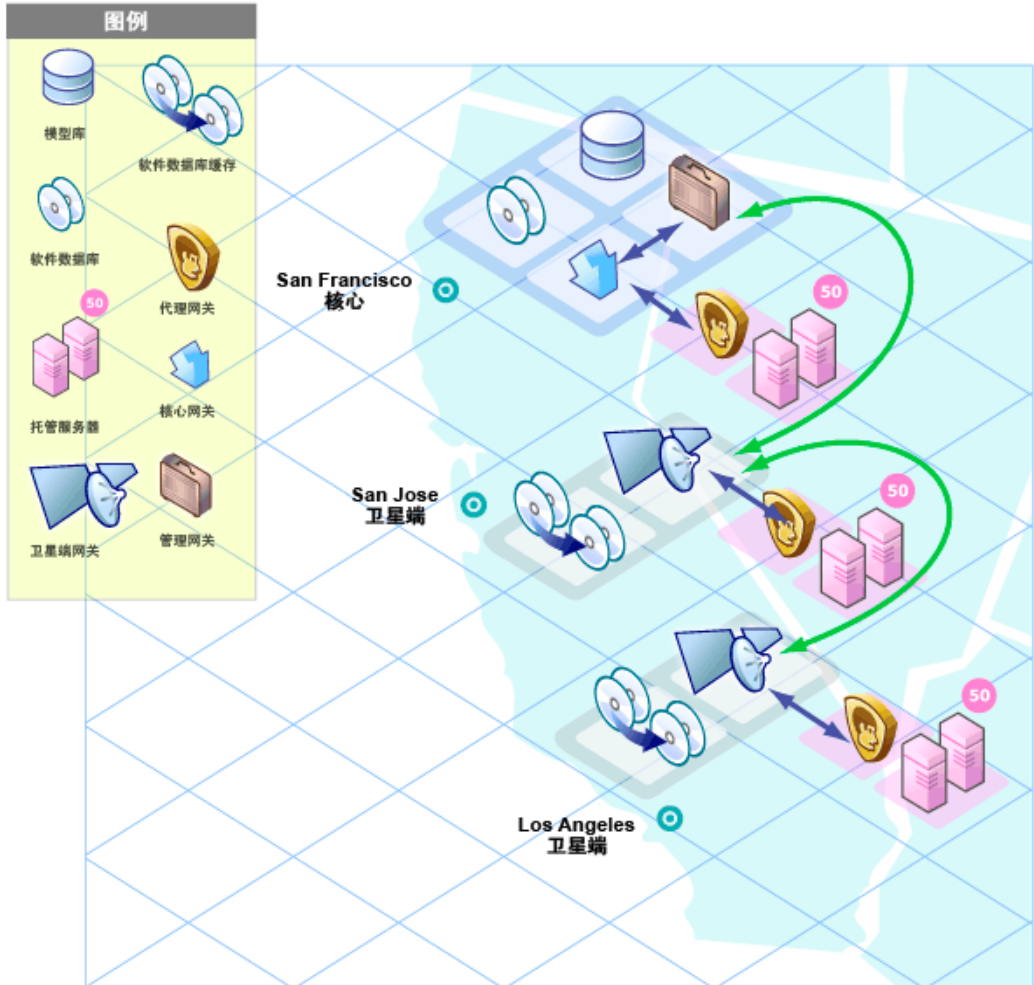 图例
模型库
软件数据库缓存
软件数据库
代理网关
50
托管服务器
核心网关
卫星端网关
管理网关
San Francisco
核心
50
San Jose
卫星端
50
Los Angeles
卫星端
50